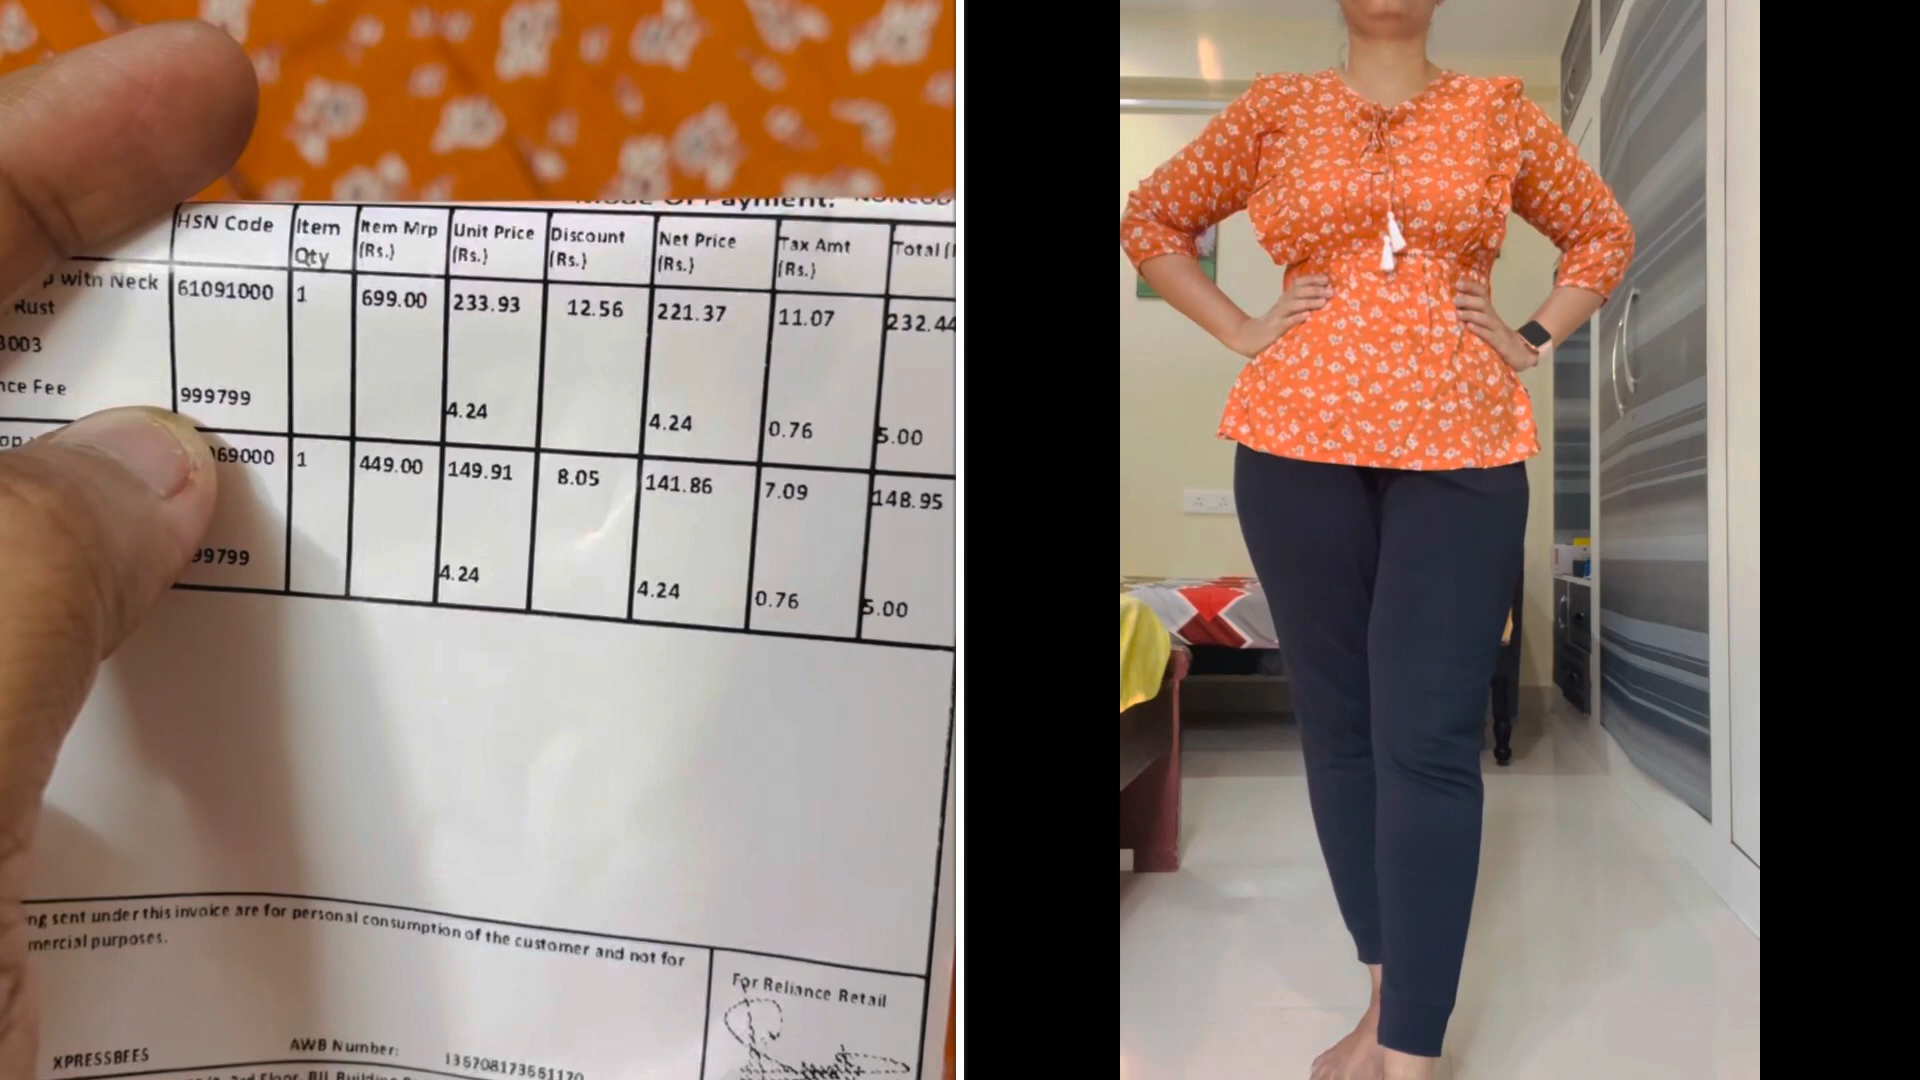 HSN Code Item Qty Item Mrp (Rs.) Unit Price (Rs.) Discount (Rs.) Net Price (Rs.) Tax Amt (Rs.) Total
with Neck 61091000 1 699.00 233.93 12.56 221.37 11.07 232.44
Rust
3003
Fee 999799 4.24 4.24 0.76 5.00
69000 1 449.00 149.91 8.05 141.86 7.09 148.95
99799 4.24 4.24 0.76 5.00
sent under this invoice are for personal consumption of the customer and not for
mercial purposes.
For Reliance Retail
XPRESSBEES AWB Number: